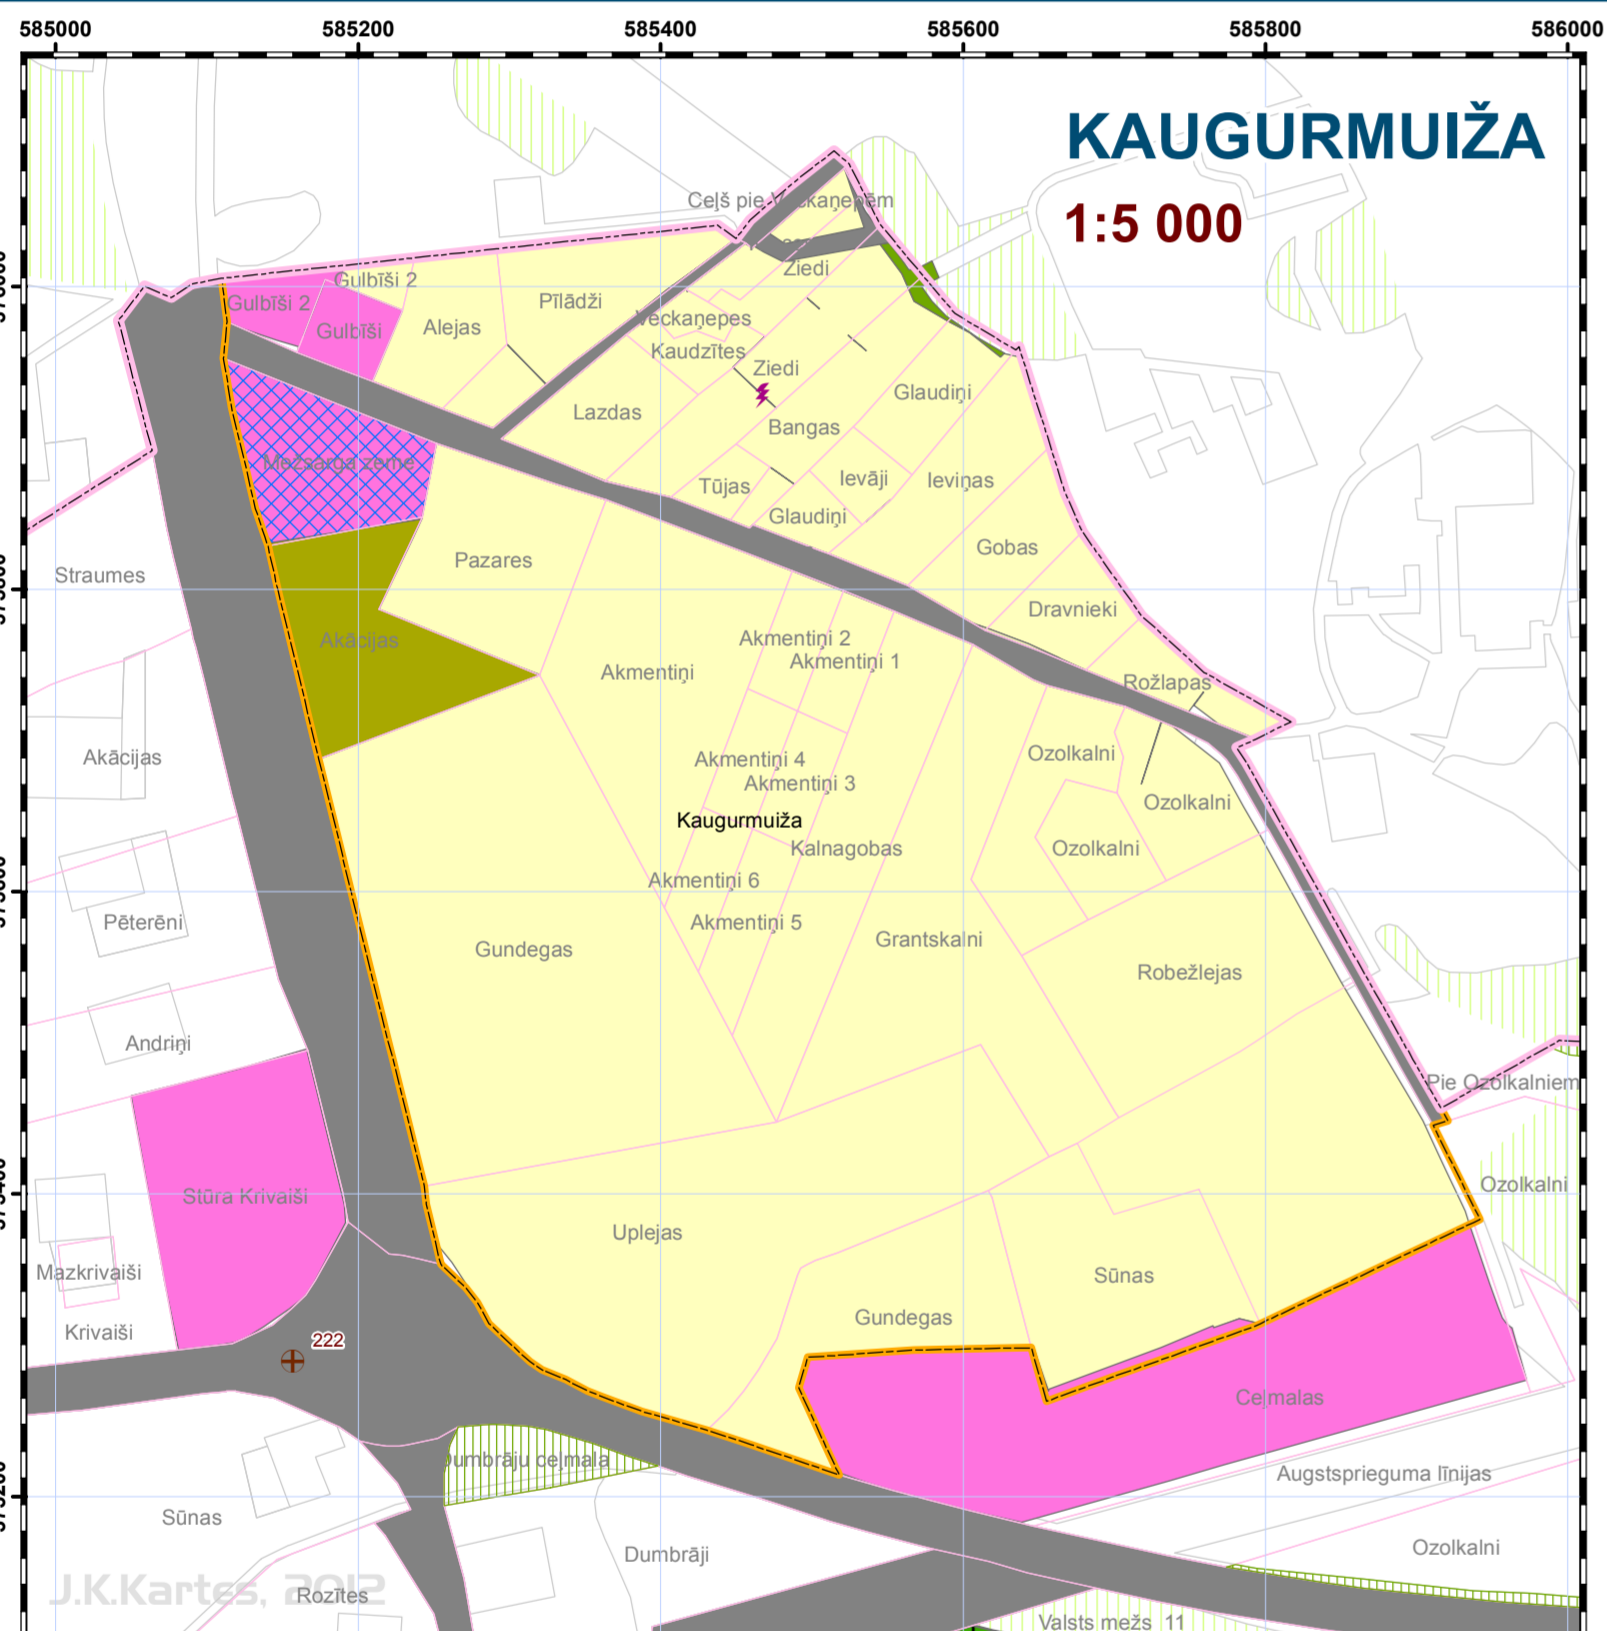 585000
585200
585400
585600
585800
586000
KAUGURMUIŽA
1:5 000
Ceļš pie Veckaņepēm
Ziedi
Gulbīši 2
Gulbīši 2
Gulbīši
Alejas
Pīlādži
Veckaņepes
Kaudzītes
Ziedi
Lazdas
Glaudiņi
Bangas
Mežsarga zeme
Tūjas
Ievāji
Ieviņas
Glaudiņi
Gobas
Pazares
Straumes
Dravnieki
Akācijas
Akmentiņi 2
Akmentiņi 1
Akmentiņi
Rožlapas
Akācijas
Akmentiņi 4
Akmentiņi 3
Ozolkalni
Ozolkalni
Kaugurmuiža
Kalnagobas
Ozolkalni
Akmentiņi 6
Akmentiņi 5
Pēterēni
Gundegas
Grantskalni
Robežlejas
Andriņi
Pie Ozolkalniem
Stūra Krivaiši
Ozolkalni
Uplejas
Mazkrivaiši
Sūnas
Krivaiši
222
Gundegas
Ceļmalas
Dumbrāju ceļmala
Augstsprieguma līnijas
Sūnas
Dumbrāji
Ozolkalni
J.K.Kartes, 2012
Rozītes
Valsts mežs 11